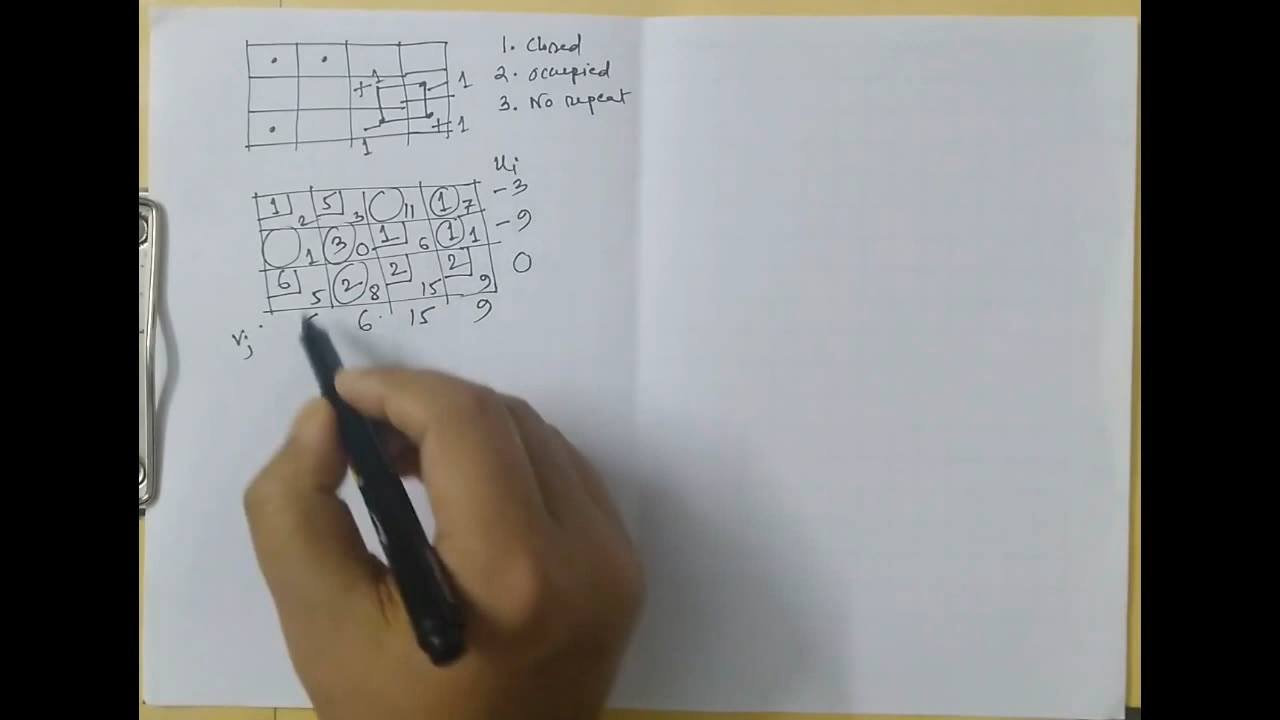 1. Closed
2. Occupied
3. No repeat
+ 1 1
1 + 1
ui
1 2 5 3 11 1 7 -3
1 3 0 1 6 1 1 -9
6 5 2 8 2 15 2 9 0
vj 6 15 9